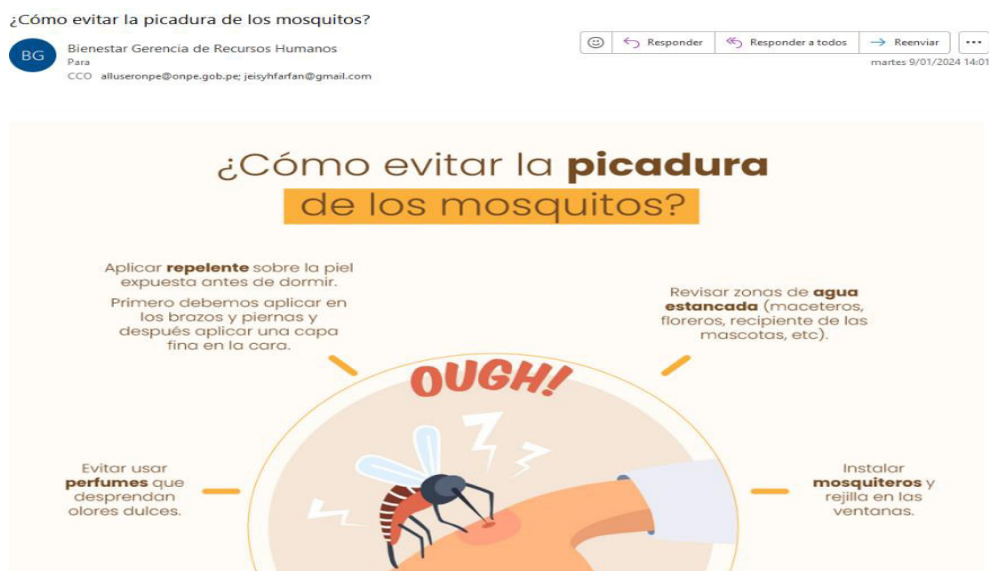 ¿Cómo evitar la picadura de los mosquitos?
BG
Bienestar Gerencia de Recursos Humanos
Para
CCO alluseronpe@onpe.gob.pe; jeisyhfarfan@gmail.com
Responder
Responder a todos
Reenviar
martes 9/01/2024 14:01
¿Cómo evitar la picadura
de los mosquitos?
Aplicar repelente sobre la piel
expuesta antes de dormir.
Primero debemos aplicar en
los brazos y piernas y
después aplicar una capa
fina en la cara.
Revisar zonas de agua
estancada (maceteros,
floreros, recipiente de las
mascotas, etc).
OUGH!
Evitar usar
perfumes que
desprendan
olores dulces.
Instalar
mosquiteros y
rejilla en las
ventanas.